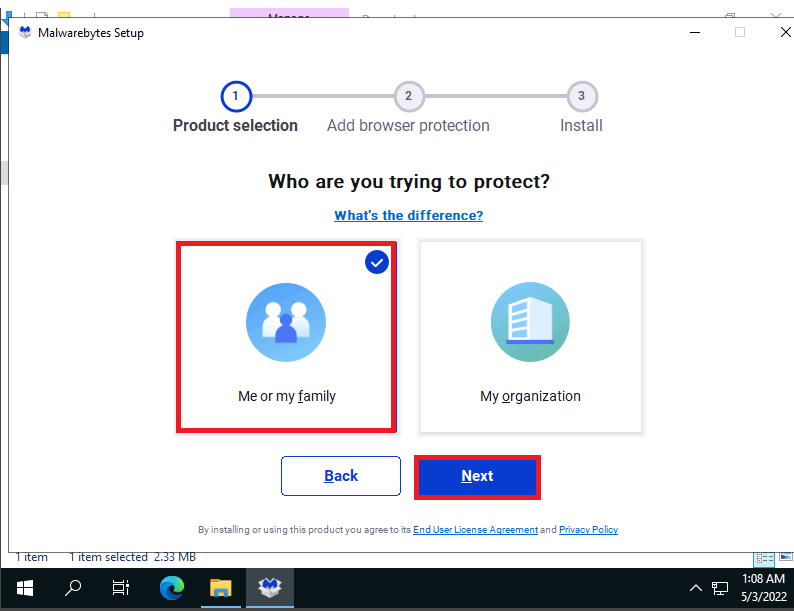 Manage
Malwarebytes Setup
1
2
3
Product selection
Add browser protection
Install
Who are you trying to protect?
What's the difference?
Me or my family
My organization
Back
Next
By installing or using this product you agree to its End User License Agreement and Privacy Policy
1 item
1 item selected 2.33 MB
1:08 AM
5/3/2022